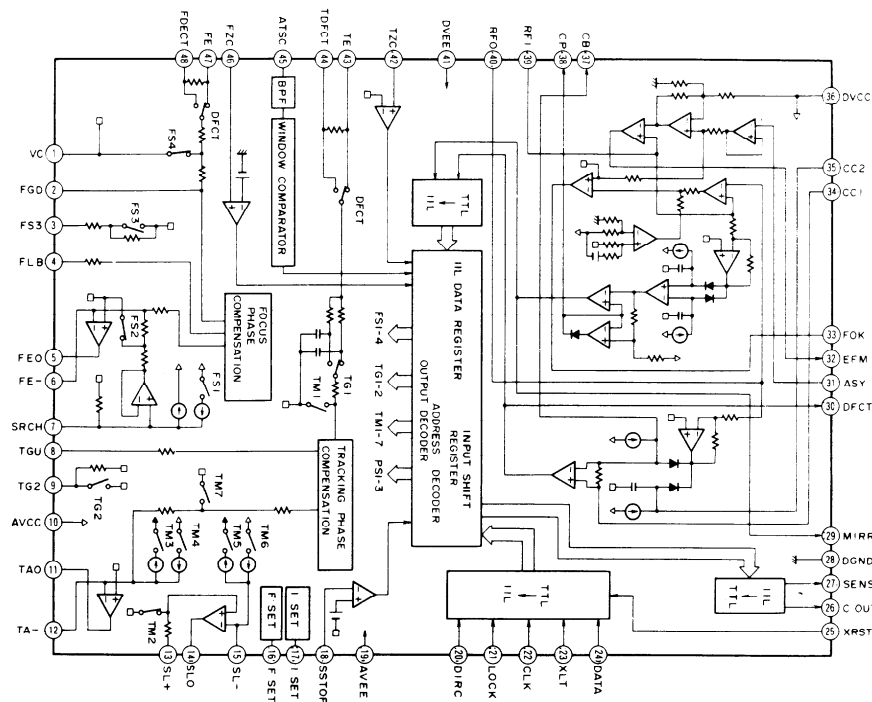 FDECT 48
FE 47
FZC 46
ATSC 45
TDFCT 44
TE 43
TZC 42
DVEE 41
RFO 40
RFI 39
CP 38
CB 37
VC 1
FGD 2
FS3 3
FLB 4
FEO 5
FE- 6
SRCH 7
TGU 8
TG2 9
AVCC 10
TAO 11
TA- 12
SL+ 13
SLO 14
SL- 15
F SET 16
I SET 17
SSTOP 18
AVEE 19
DIRC 20
LOCK 21
CLK 22
XLT 23
DATA 24
XRST 25
C OUT 26
SENS 27
DGND 28
MIRR 29
DFCT 30
ASY 31
EFM 32
FOK 33
CC1 34
CC2 35
DVCC 36
FS4
DFCT
BPF
WINDOW COMPARATOR
DFCT
FS3
FS2
FS1
FOCUS
PHASE
COMPENSATION
TG1
TM1
TRACKING PHASE
COMPENSATION
TG2
TM7
TM3
TM4
TM5
TM6
TM2
F SET
I SET
TTL
IIL
IIL DATA REGISTER
INPUT SHIFT
REGISTER
ADDRESS DECODER
OUTPUT DECODER
FS1-4
TG1-2
TM1-7
PS1-3
TTL
IIL
IIL
TTL